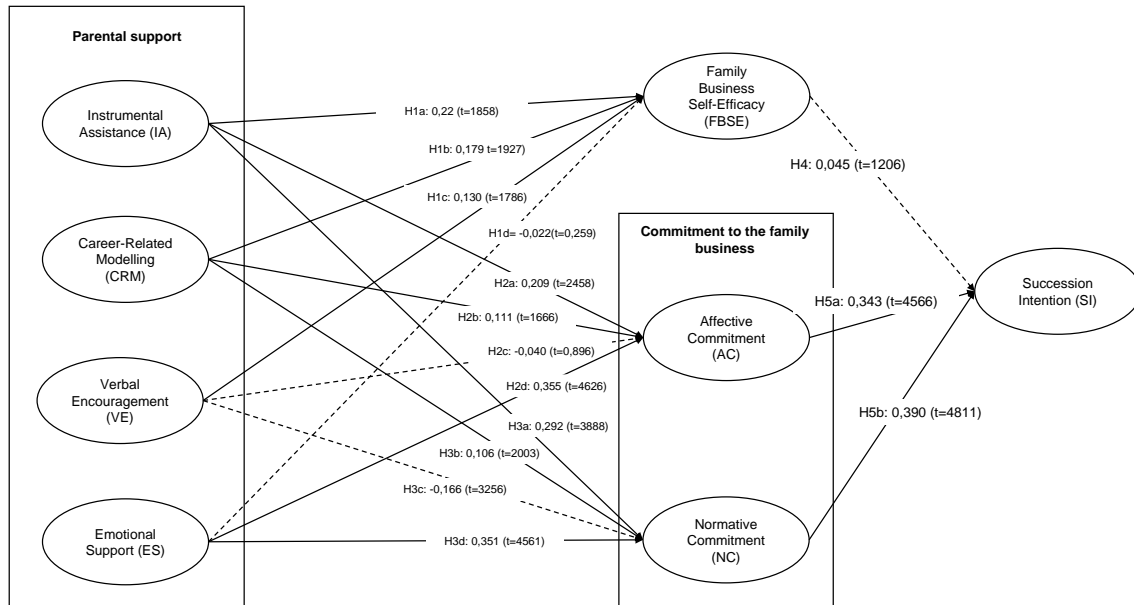 Parental support
Instrumental
Assistance (IA)
Career-Related
Modelling
(CRM)
Verbal
Encouragement
(VE)
Emotional
Support (ES)
H1a: 0,22 (t=1858)
H1b: 0,179 t=1927)
H1c: 0,130 (t=1786)
H1d= -0,022(t=0,259)
H2a: 0,209 (t=2458)
H2b: 0,111 (t=1666)
H2c: -0,040 (t=0,896)
H2d: 0,355 (t=4626)
H3a: 0,292 (t=3888)
H3b: 0,106 (t=2003)
H3c: -0,166 (t=3256)
H3d: 0,351 (t=4561)
Family
Business
Self-Efficacy
(FBSE)
Commitment to the family
business
Affective
Commitment
(AC)
Normative
Commitment
(NC)
H4: 0,045 (t=1206)
H5a: 0,343 (t=4566)
H5b: 0,390 (t=4811)
Succession
Intention (SI)